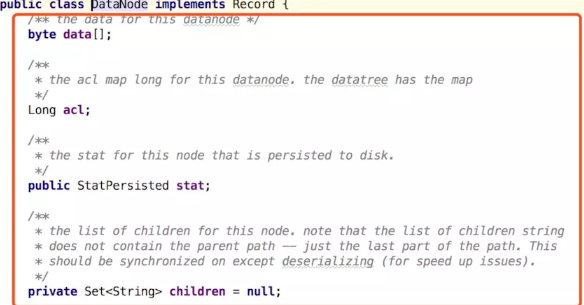 public class DataNode implements Record {
/** the data for this datanode */
byte data[];
/**
* the acl map long for this datanode. the datatree has the map
*/
Long acl;
/**
* the stat for this node that is persisted to disk.
*/
public StatPersisted stat;
/**
* the list of children for this node. note that the list of children string
* does not contain the parent path -- just the last part of the path. This
* should be synchronized on except deserializing (for speed up issues).
*/
private Set<String> children = null;